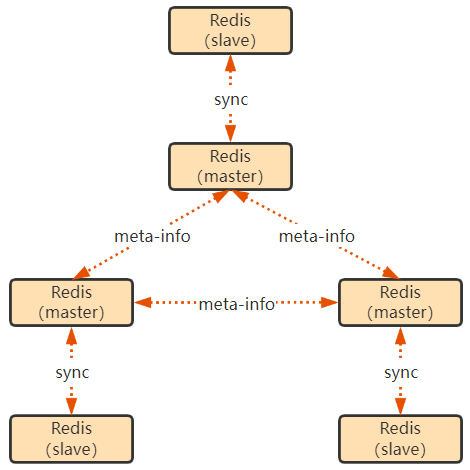 Redis
(slave)
sync
Redis
(master)
meta-info
meta-info
Redis
(master)
meta-info
Redis
(master)
sync
sync
Redis
(slave)
Redis
(slave)